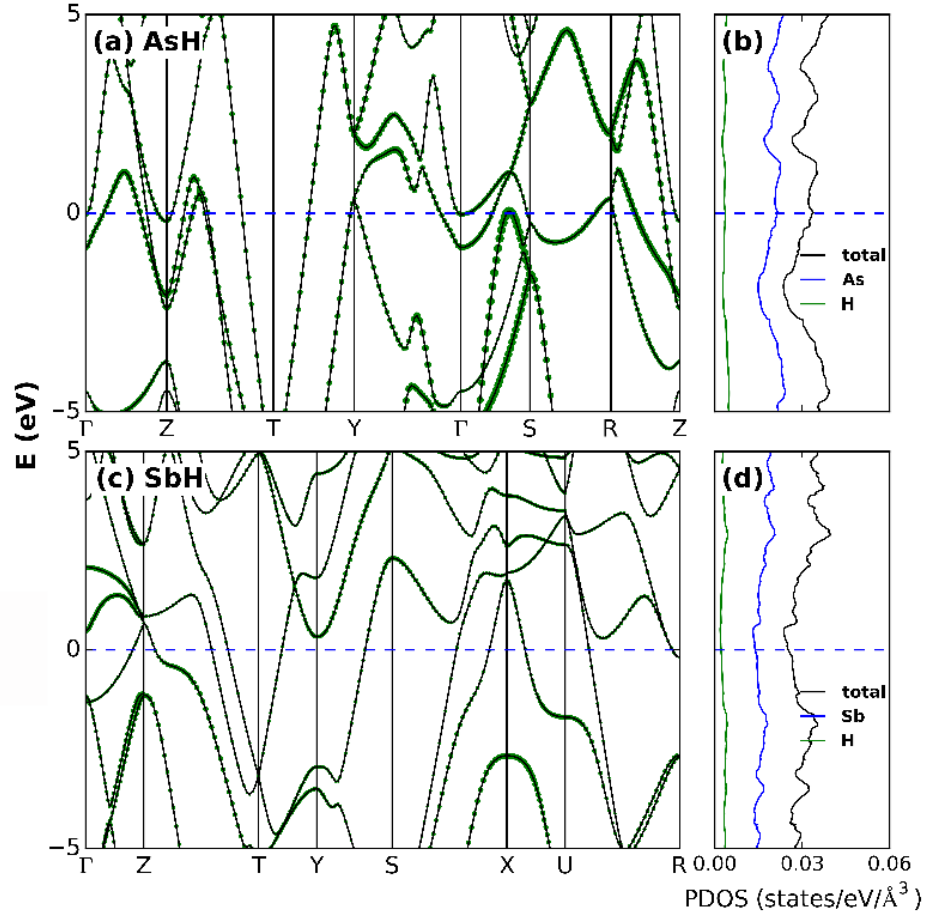 (a) AsH
(b)
5
0
−5
Γ Z T Y Γ S R Z
total
As
H
E (eV)
(c) SbH
(d)
5
0
−5
Γ Z T Y S X U R
total
Sb
H
0.00 0.03 0.06
PDOS (states/eV/Å³)